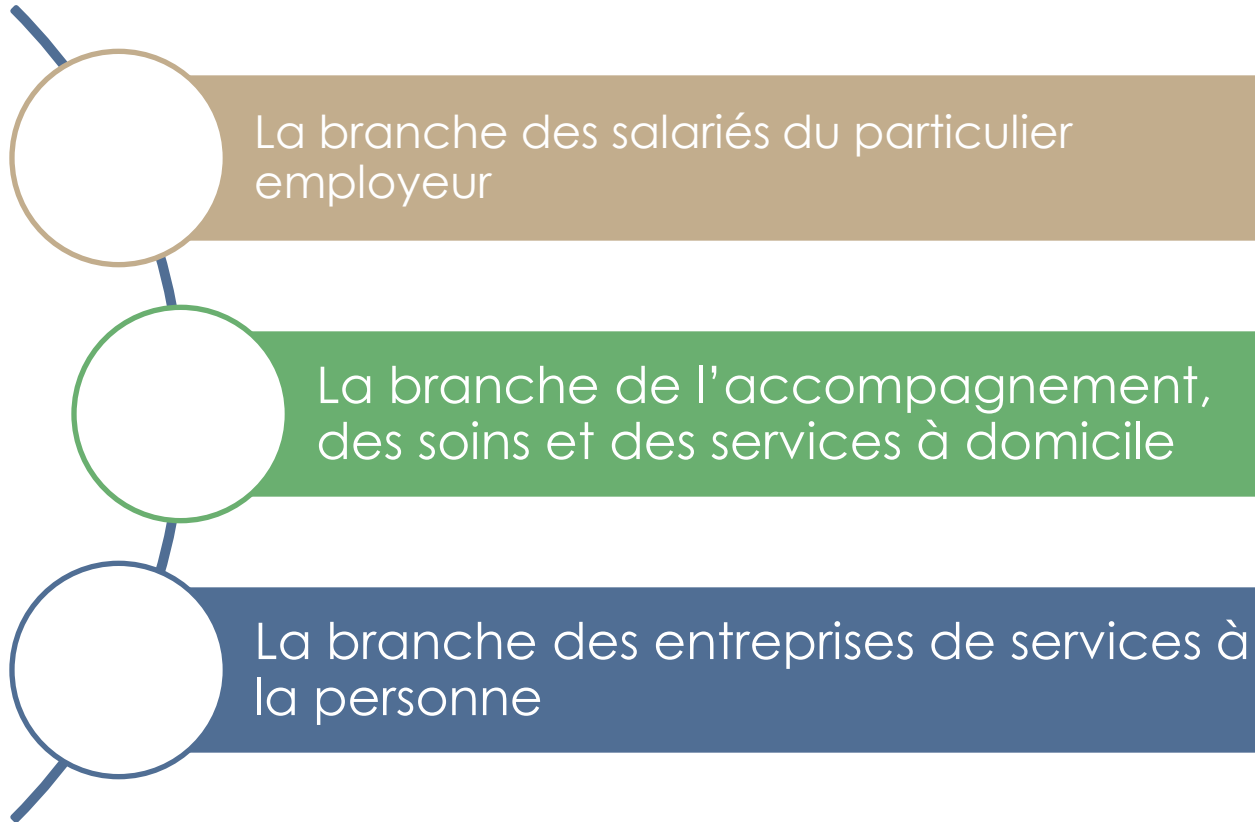 La branche des salariés du particulier
employeur
La branche de l’accompagnement,
des soins et des services à domicile
La branche des entreprises de services à
la personne